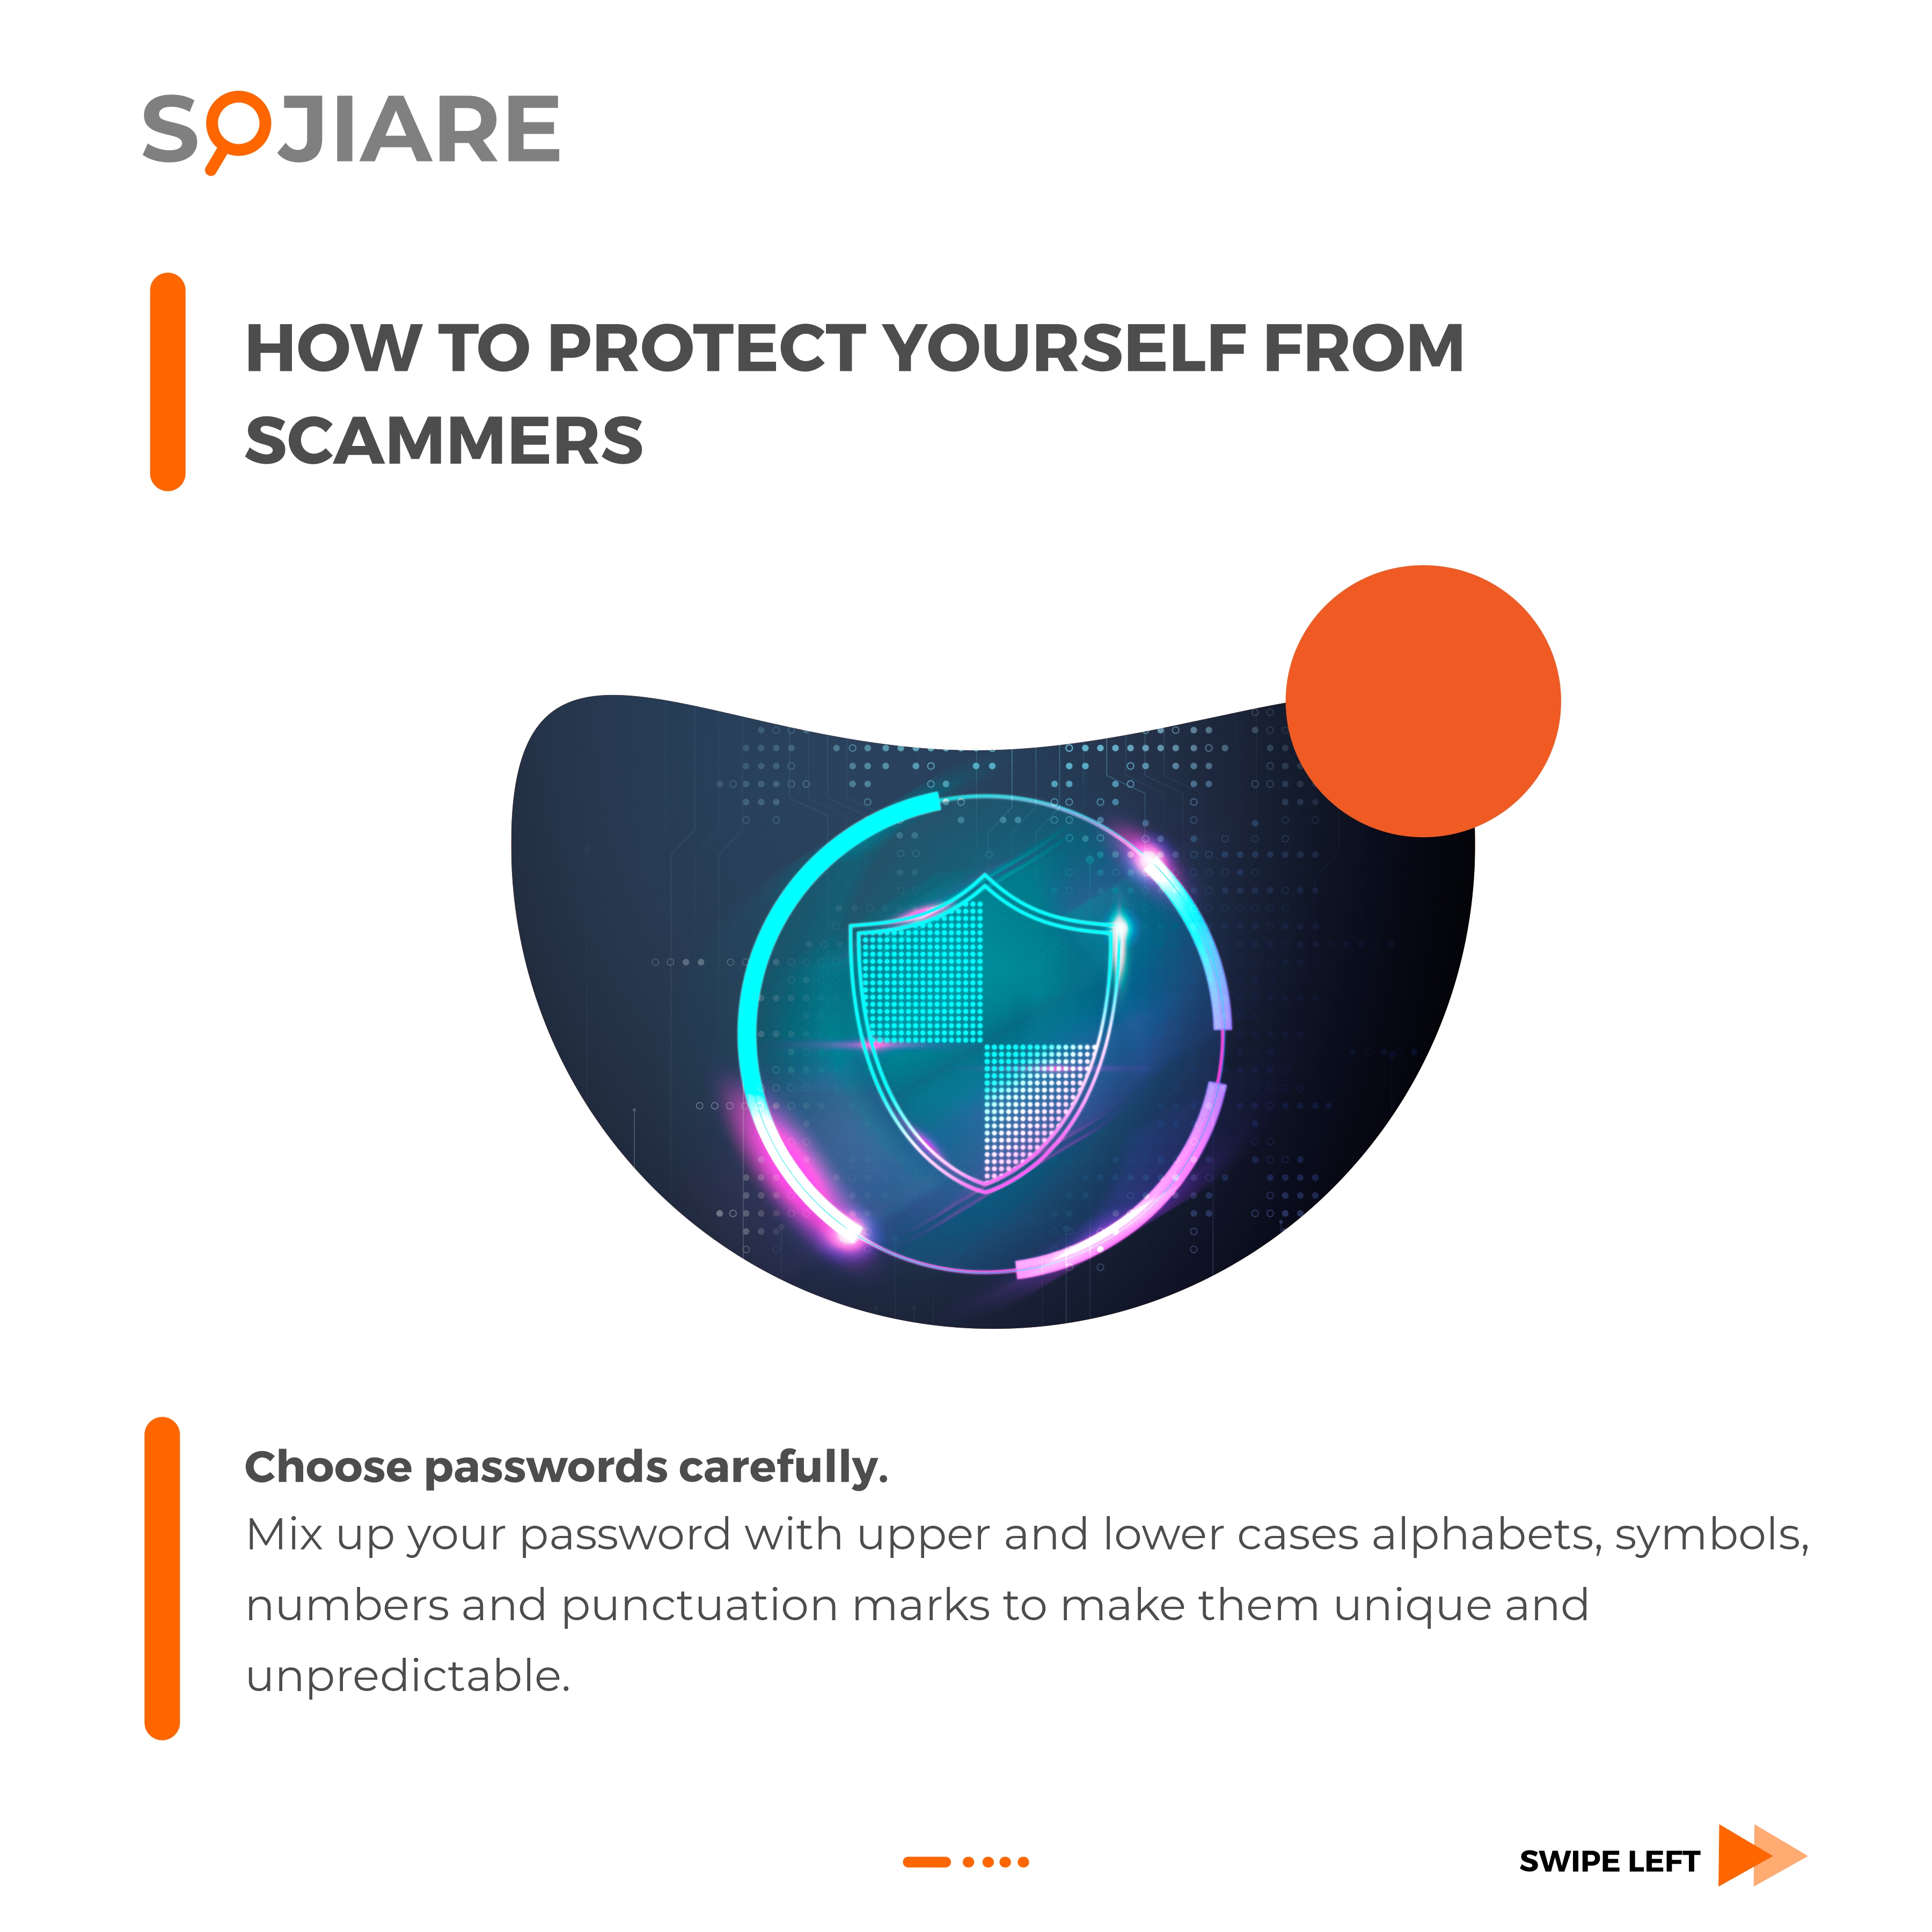 SOJIARE
HOW TO PROTECT YOURSELF FROM
SCAMMERS
Choose passwords carefully.
Mix up your password with upper and lower cases alphabets, symbols,
numbers and punctuation marks to make them unique and
unpredictable.
SWIPE LEFT